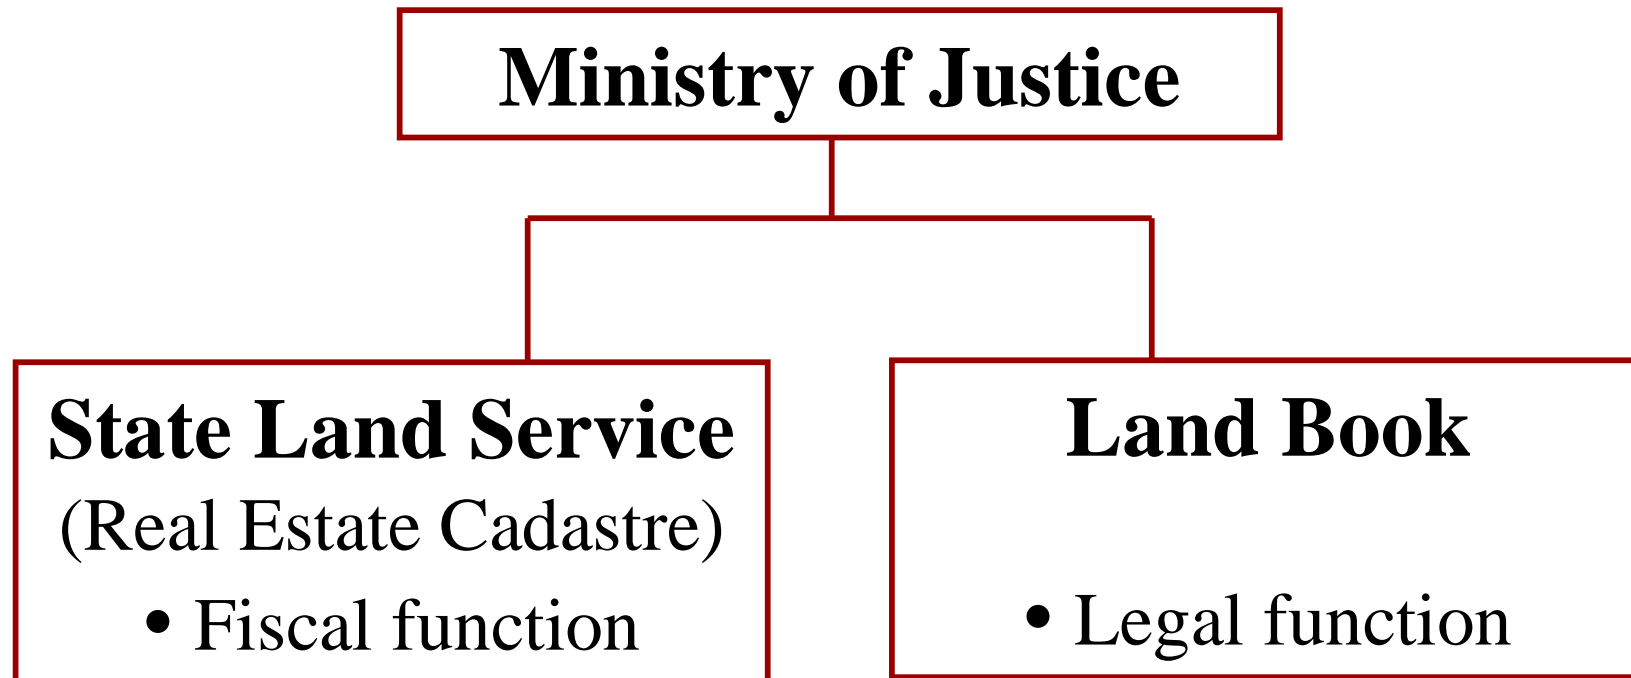 Ministry of Justice
State Land Service
(Real Estate Cadastre)
• Fiscal function
Land Book
• Legal function